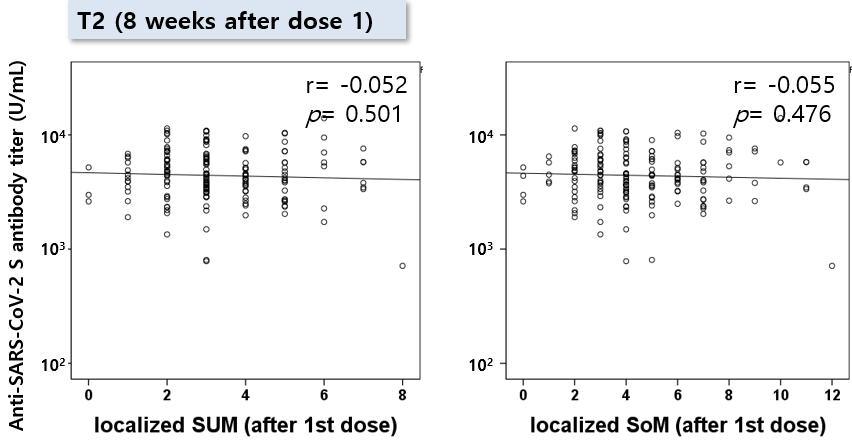 T2 (8 weeks after dose 1)
Anti-SARS-CoV-2 S antibody titer (U/mL)
r= -0.052
p= 0.501
10⁴
10³
10²
0 2 4 6 8
localized SUM (after 1st dose)
r= -0.055
p= 0.476
10⁴
10³
10²
0 2 4 6 8 10 12
localized SoM (after 1st dose)